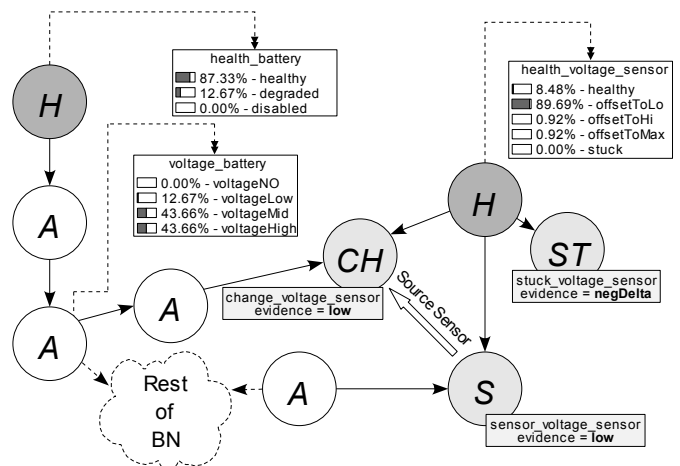 health_battery
87.33% - healthy
12.67% - degraded
0.00% - disabled
health_voltage_sensor
8.48% - healthy
89.69% - offsetToLo
0.92% - offsetToHi
0.92% - offsetToMax
0.00% - stuck
H
voltage_battery
0.00% - voltageNO
12.67% - voltageLow
43.66% - voltageMid
43.66% - voltageHigh
H
A
CH
ST
change_voltage_sensor
evidence = low
stuck_voltage_sensor
evidence = negDelta
A
A
Source Sensor
Rest
of
BN
A
S
sensor_voltage_sensor
evidence = low